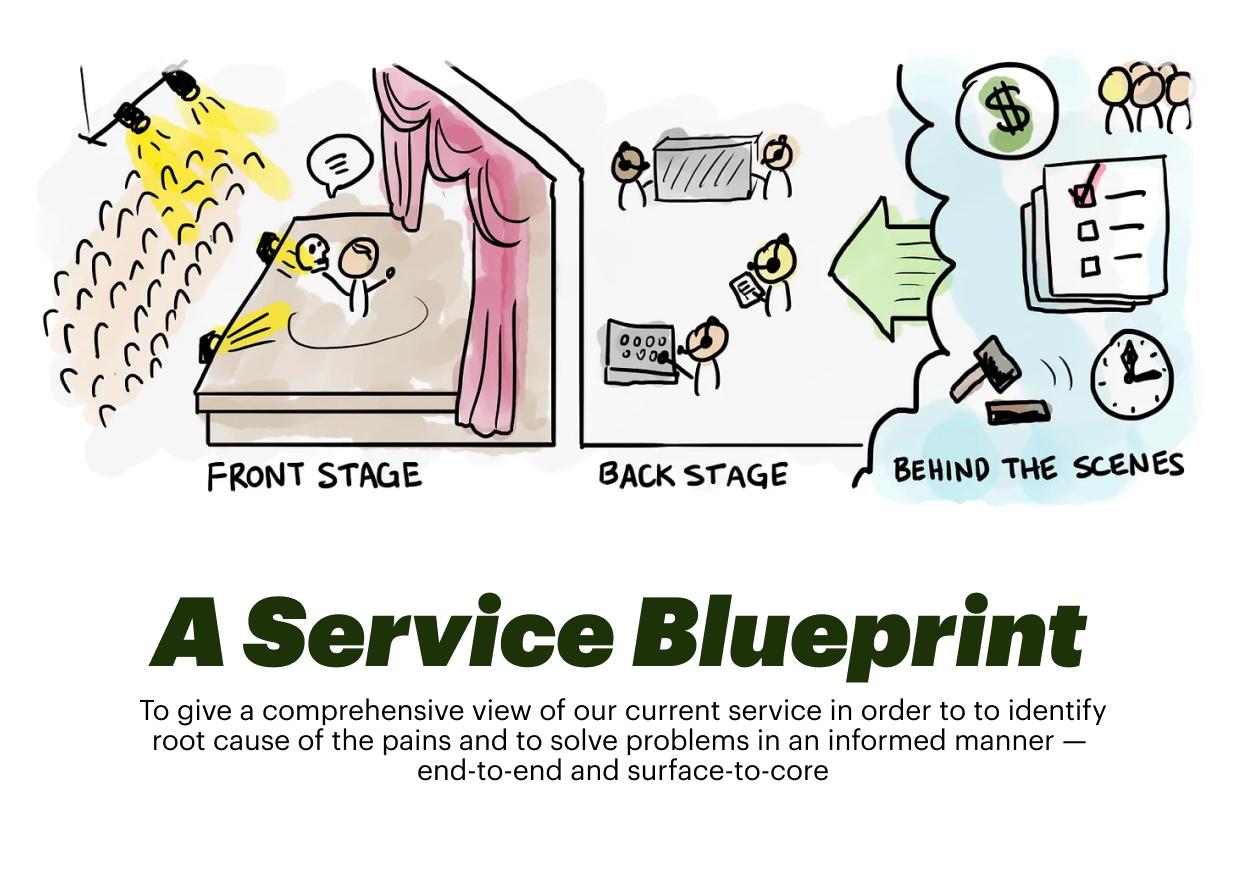 $
FRONT STAGE
BACK STAGE
BEHIND THE SCENES
A Service Blueprint
To give a comprehensive view of our current service in order to to identify
root cause of the pains and to solve problems in an informed manner —
end-to-end and surface-to-core